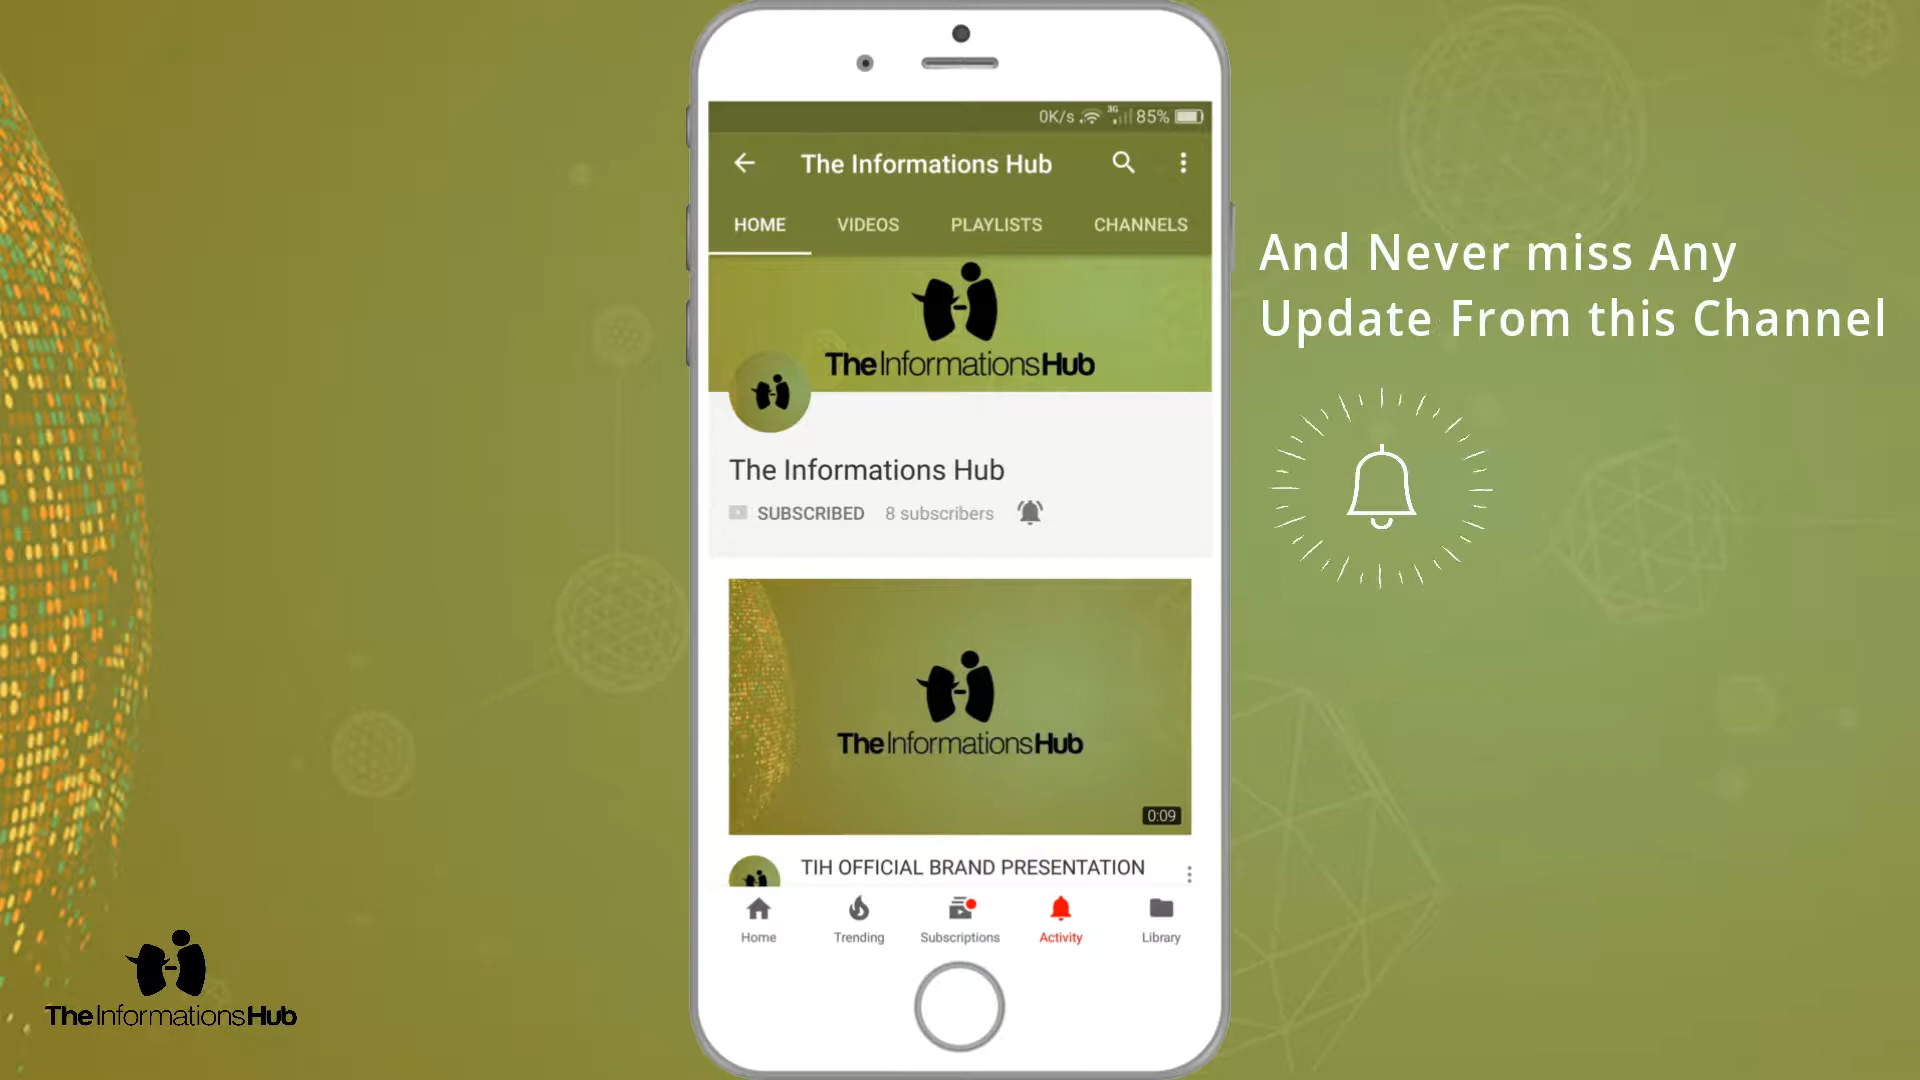 0K/s 3G 85%
The Informations Hub
HOME VIDEOS PLAYLISTS CHANNELS
TheInformationsHub
The Informations Hub
SUBSCRIBED 8 subscribers
TheInformationsHub
0:09
TIH OFFICIAL BRAND PRESENTATION
Home Trending Subscriptions Activity Library
And Never miss Any
Update From this Channel
TheInformationsHub